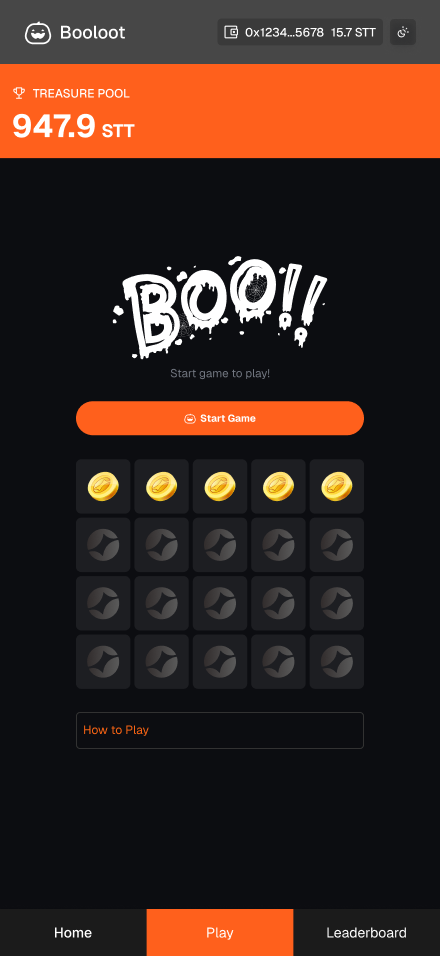 Booloot
0x1234...5678 15.7 STT
TREASURE POOL
947.9 STT
BOO!!
Start game to play!
Start Game
How to Play
Home
Play
Leaderboard